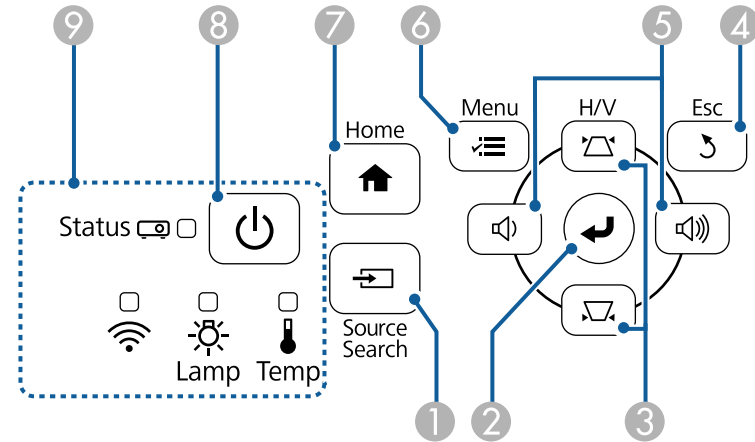 9 8 7 6 5 4
Menu H/V Esc
Home
Status
Source
Search
Lamp Temp
1 2 3